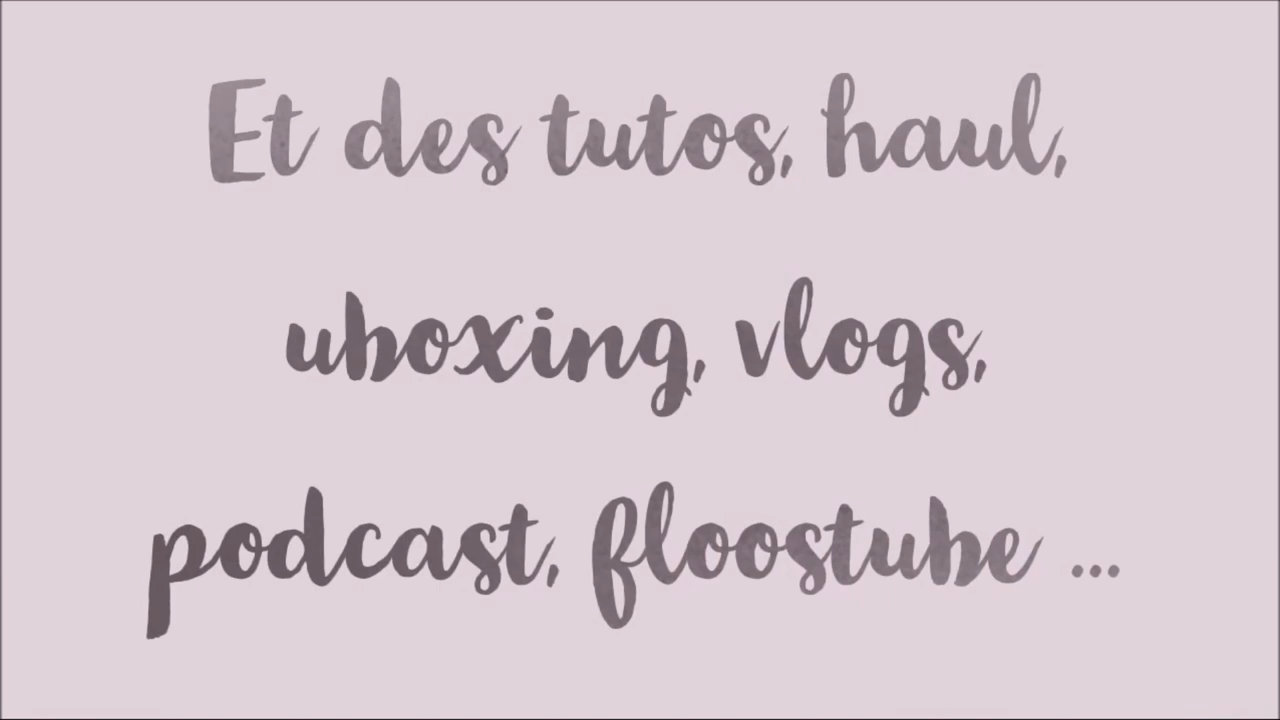 Et des tutos, haul,
uboxing, vlogs,
podcast, floostube ...